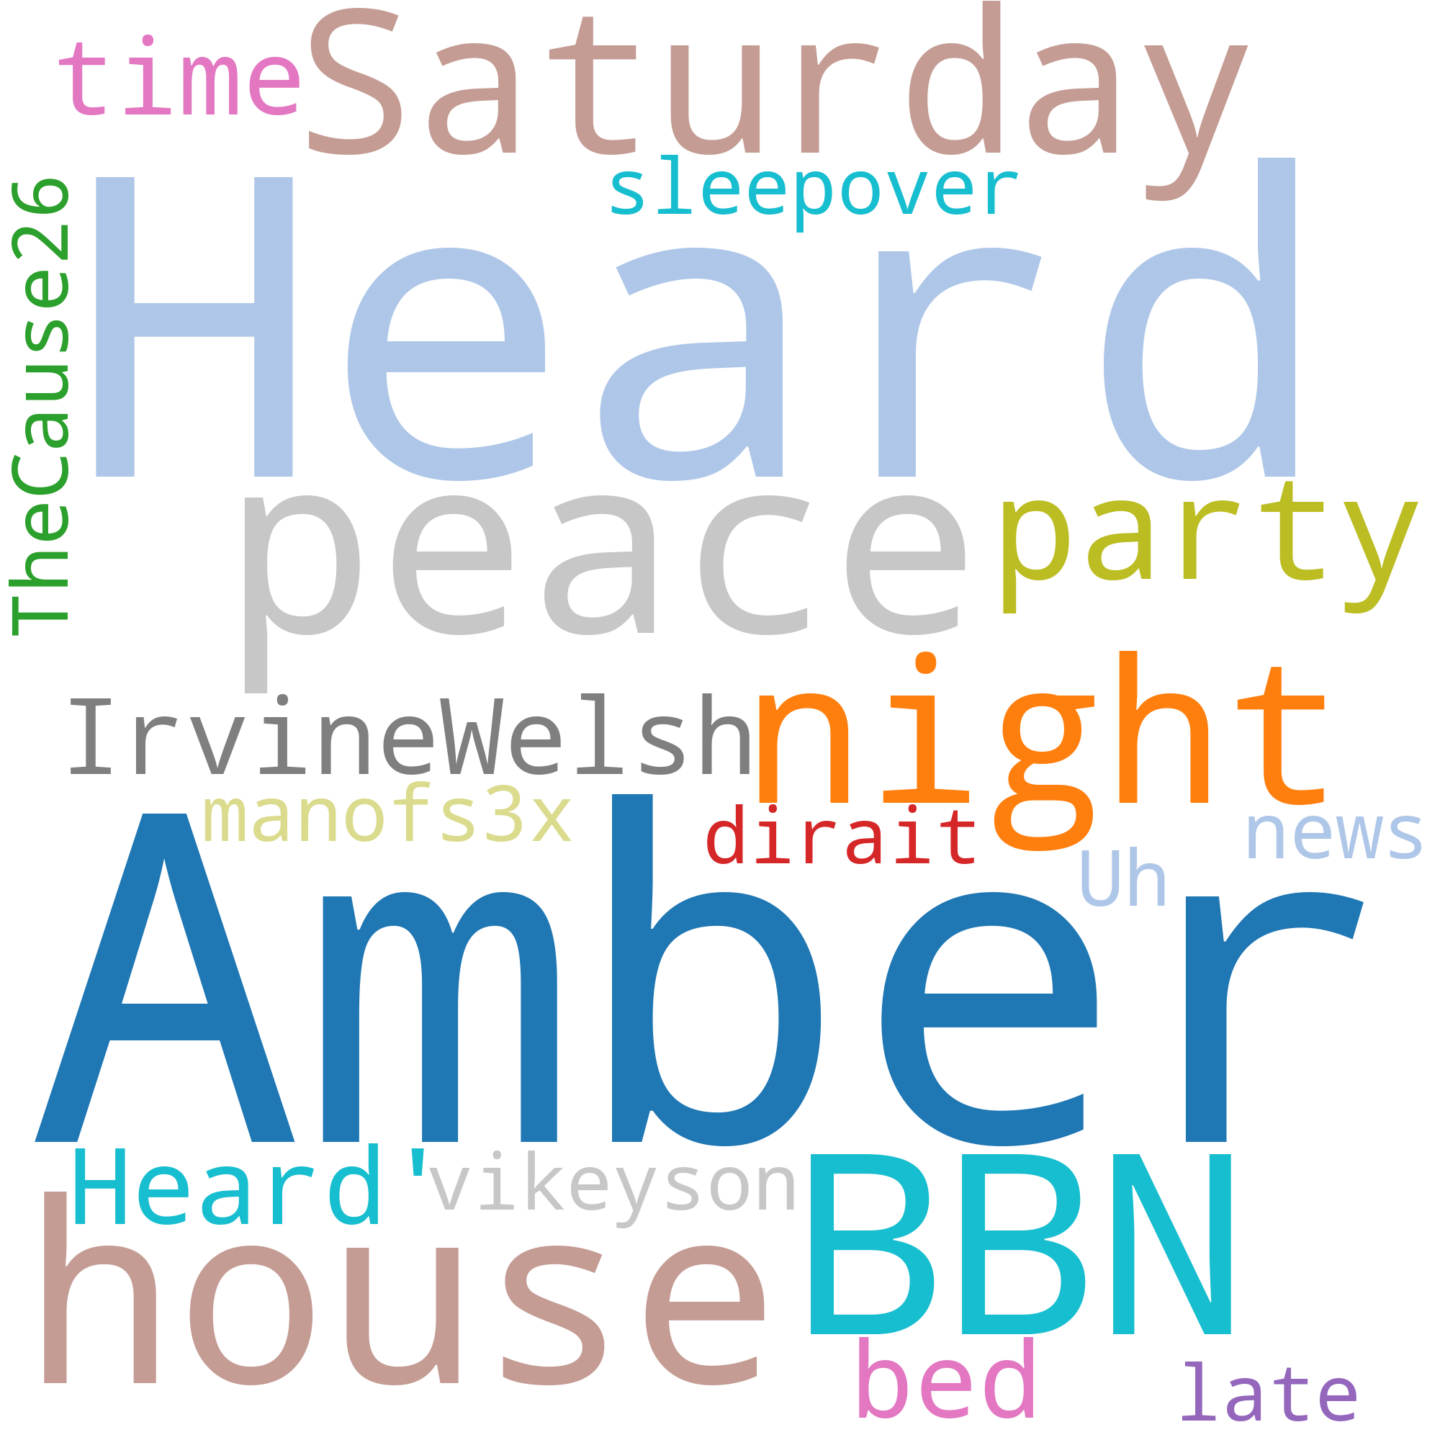 Saturday
time
sleepover
TheCause26
Heard
peace
party
IrvineWelsh
night
manofs3x
dirait
news
Uh
Amber
Heard'
vikeyson
BBN
house
bed
late